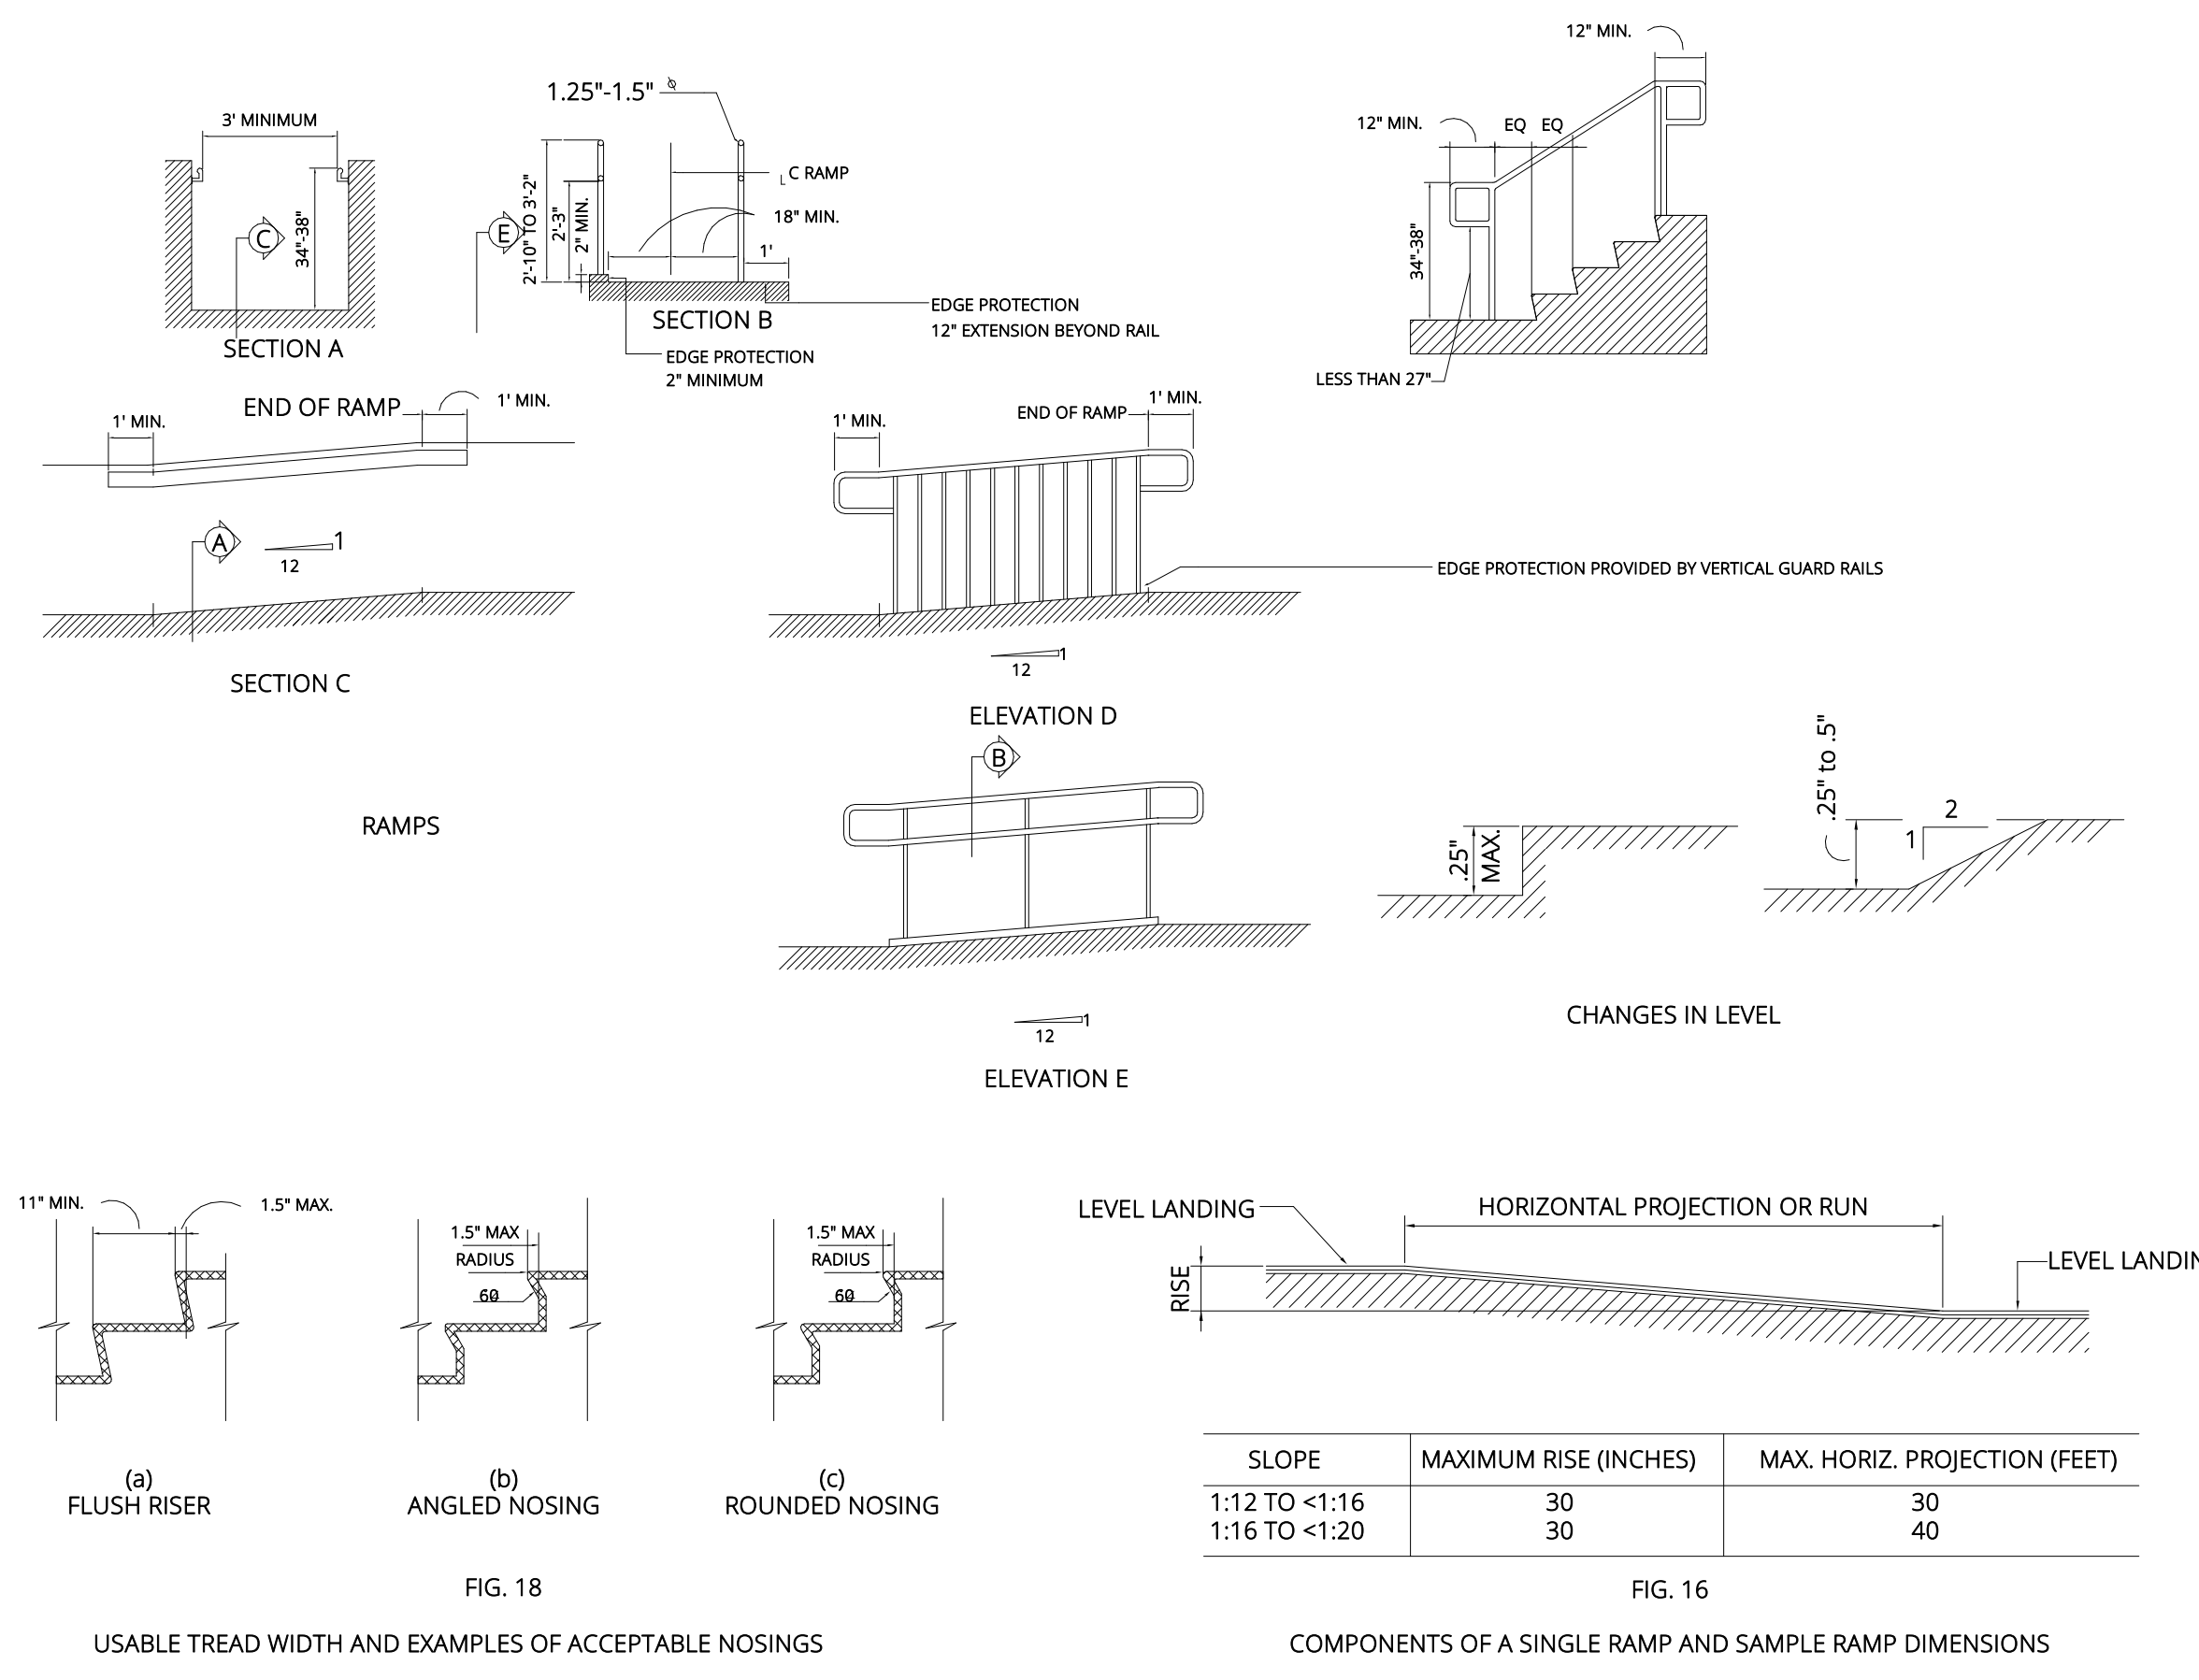 12" MIN.
1.25"-1.5" ⌀
3' MINIMUM
12" MIN.
EQ
EQ
C
34"-38"
E
2'-10" TO 3'-2"
2'-3"
2" MIN.
LC RAMP
18" MIN.
1'
34"-38"
EDGE PROTECTION
12" EXTENSION BEYOND RAIL
SECTION A
SECTION B
EDGE PROTECTION
2" MINIMUM
LESS THAN 27"
1' MIN.
END OF RAMP
1' MIN.
1' MIN.
END OF RAMP
1' MIN.
A
1
12
EDGE PROTECTION PROVIDED BY VERTICAL GUARD RAILS
1
12
SECTION C
ELEVATION D
B
RAMPS
.25"
MAX.
.25" to .5"
1
2
CHANGES IN LEVEL
1
12
ELEVATION E
11" MIN.
1.5" MAX.
1.5" MAX
RADIUS
60
1.5" MAX
RADIUS
60
LEVEL LANDING
HORIZONTAL PROJECTION OR RUN
RISE
LEVEL LANDIN
(a)
FLUSH RISER
(b)
ANGLED NOSING
(c)
ROUNDED NOSING
SLOPE MAXIMUM RISE (INCHES) MAX. HORIZ. PROJECTION (FEET)
1:12 TO <1:16 30 30
1:16 TO <1:20 30 40
FIG. 18
FIG. 16
USABLE TREAD WIDTH AND EXAMPLES OF ACCEPTABLE NOSINGS
COMPONENTS OF A SINGLE RAMP AND SAMPLE RAMP DIMENSIONS